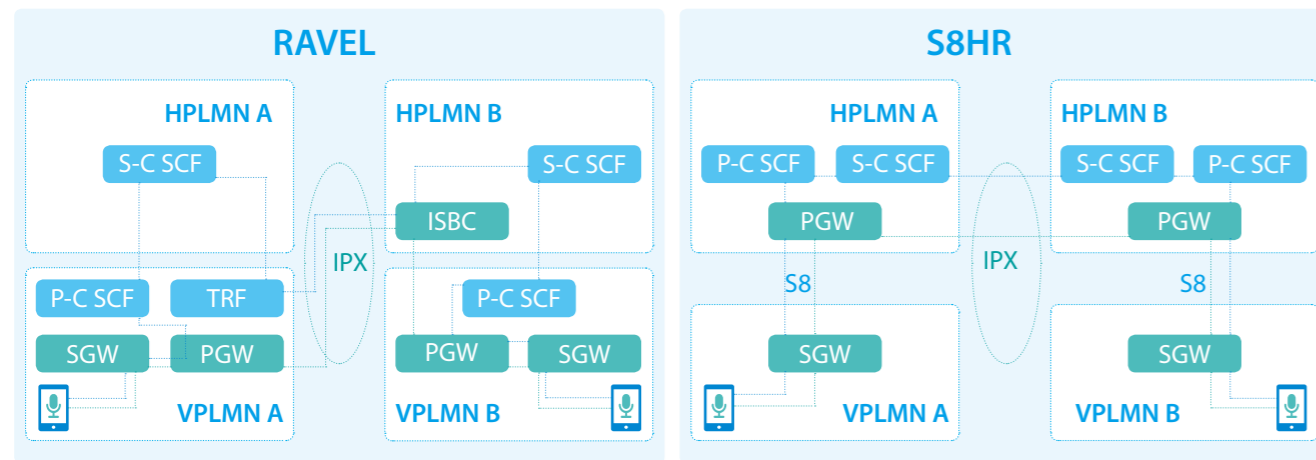 RAVEL
HPLMN A
S-C SCF
HPLMN B
S-C SCF
ISBC
IPX
P-C SCF
TRF
SGW
PGW
VPLMN A
P-C SCF
PGW
SGW
VPLMN B
S8HR
HPLMN A
P-C SCF
S-C SCF
PGW
HPLMN B
S-C SCF
P-C SCF
PGW
IPX
S8
S8
SGW
VPLMN A
SGW
VPLMN B